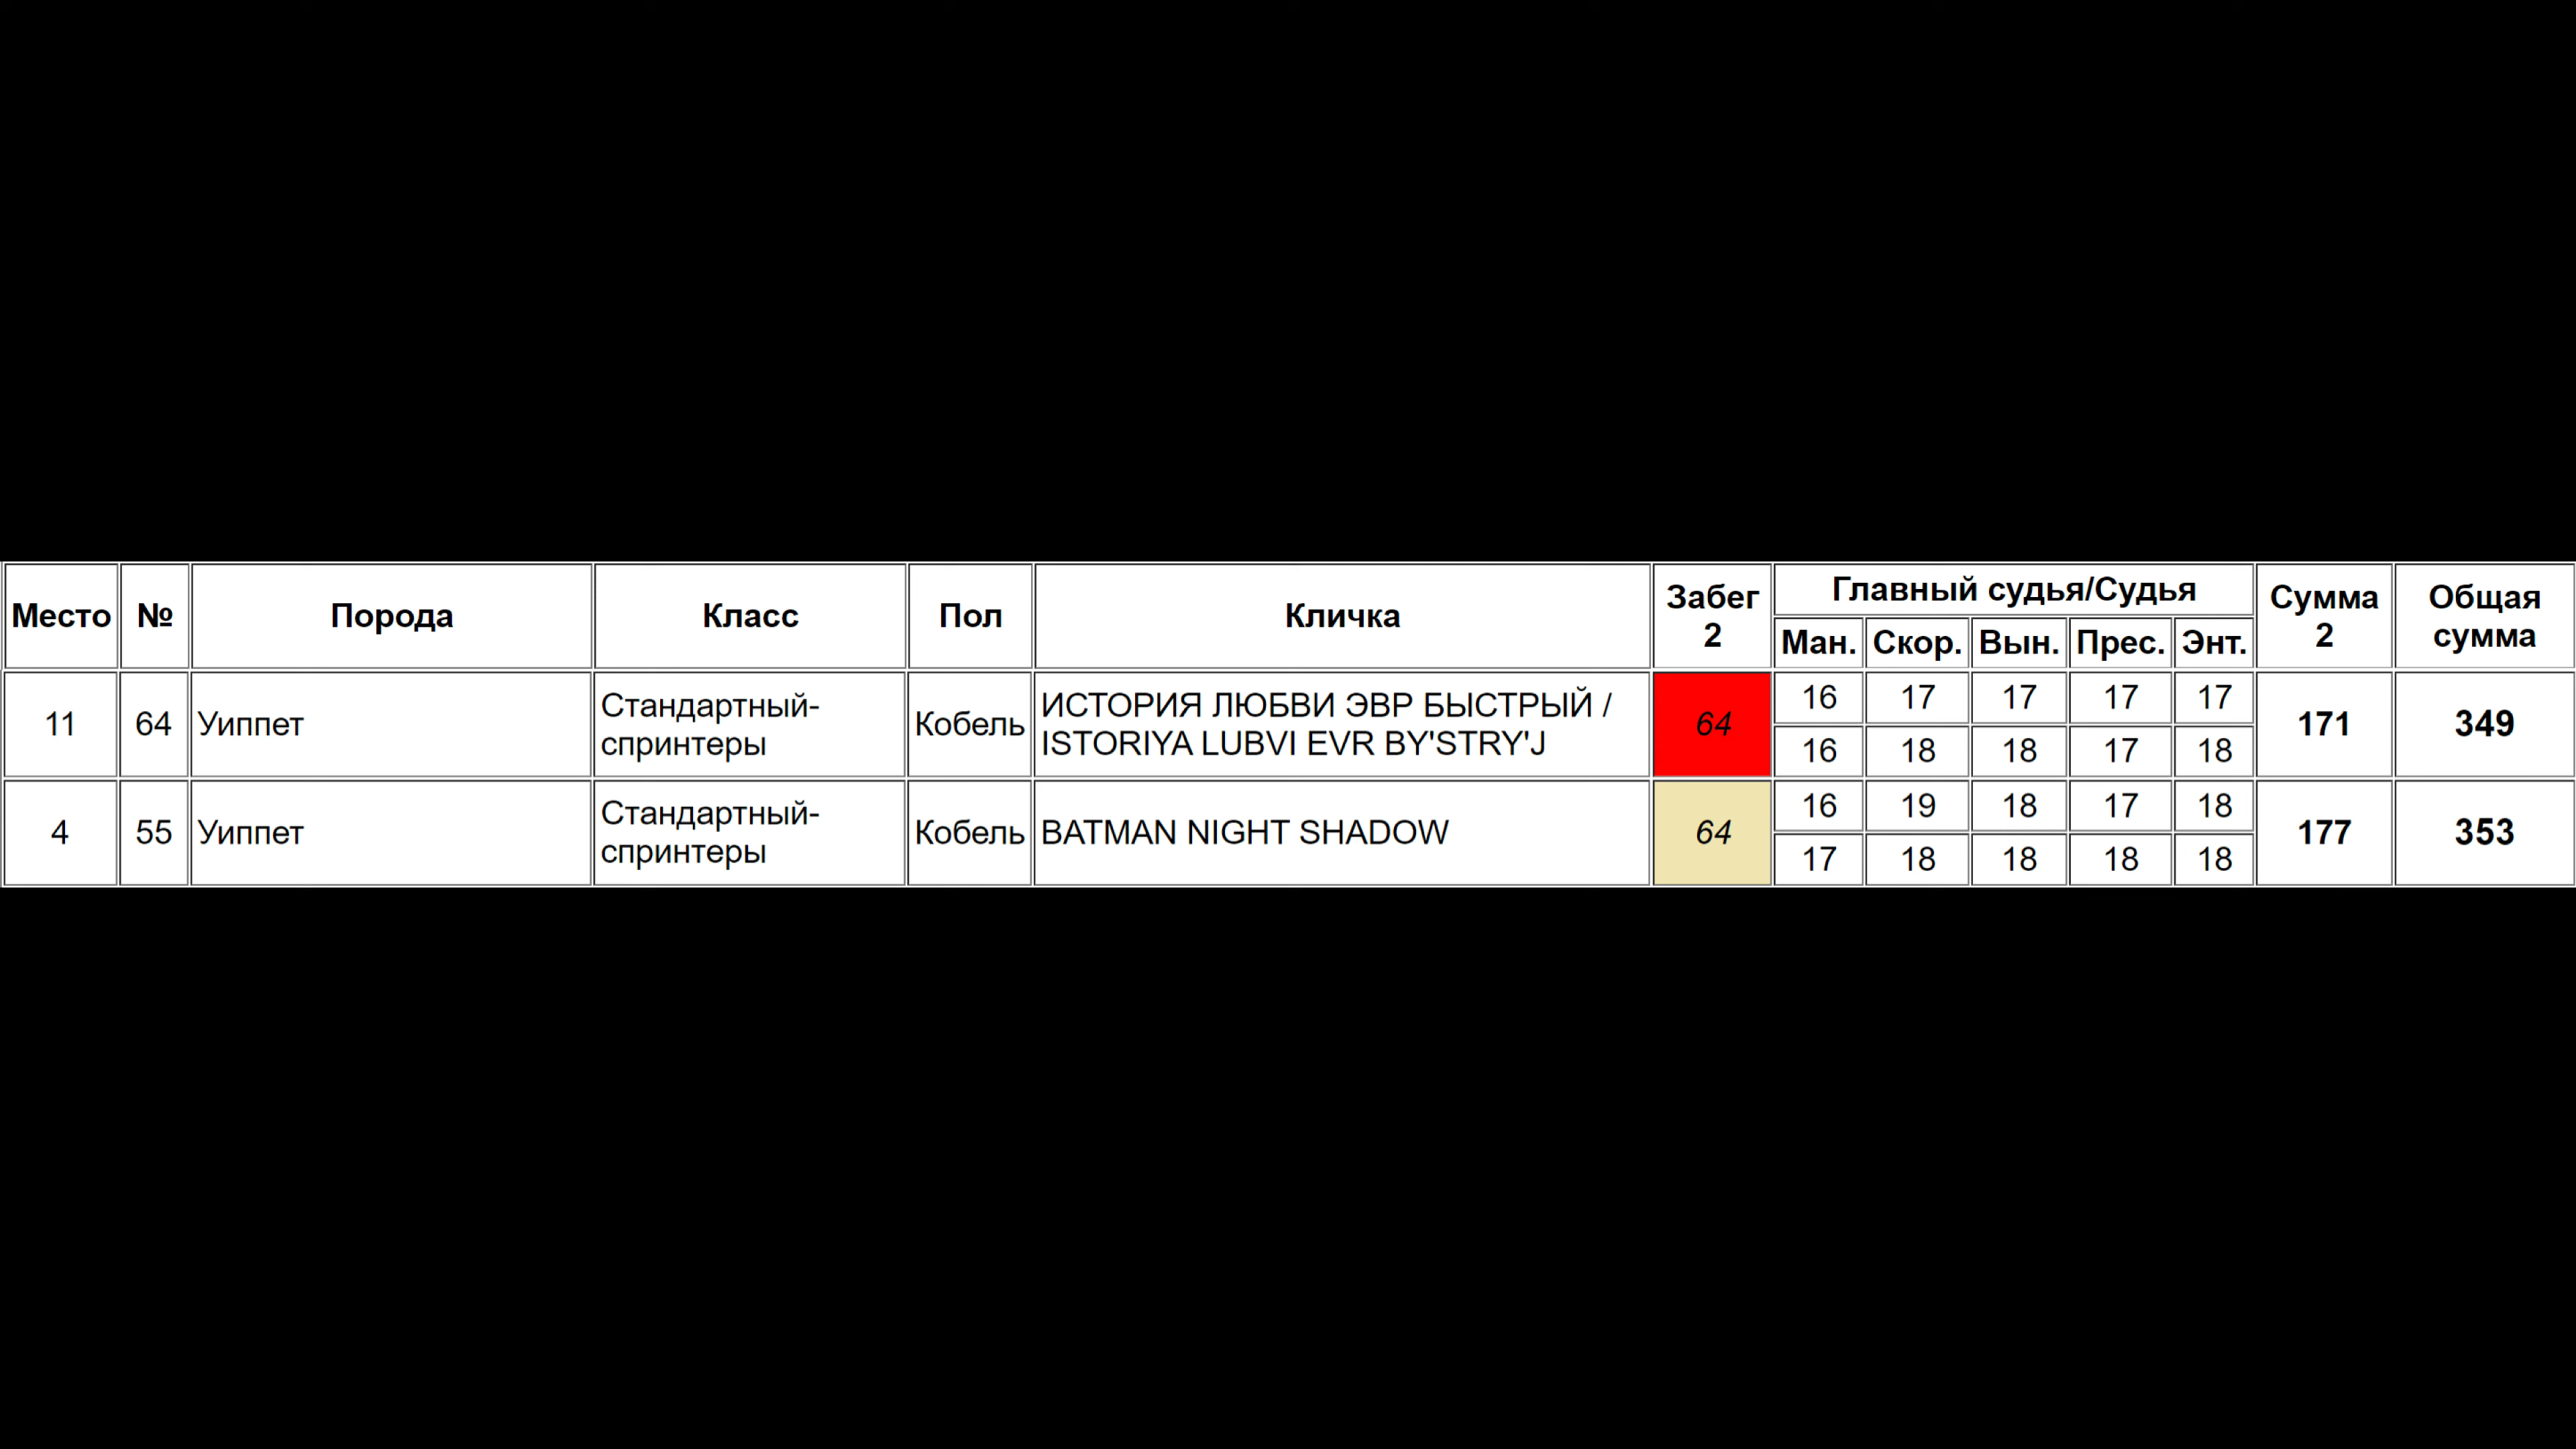 Место № Порода Класс Пол Кличка Забег 2 Главный судья/Судья Сумма 2 Общая сумма
Ман. Скор. Вын. Прес. Энт.
11 64 Уиппет Стандартный-спринтеры Кобель ИСТОРИЯ ЛЮБВИ ЭВР БЫСТРЫЙ / ISTORIYA LUBVI EVR BY'STRY'J 64 16 17 17 17 17 171 349
16 18 18 17 18
4 55 Уиппет Стандартный-спринтеры Кобель BATMAN NIGHT SHADOW 64 16 19 18 17 18 177 353
17 18 18 18 18